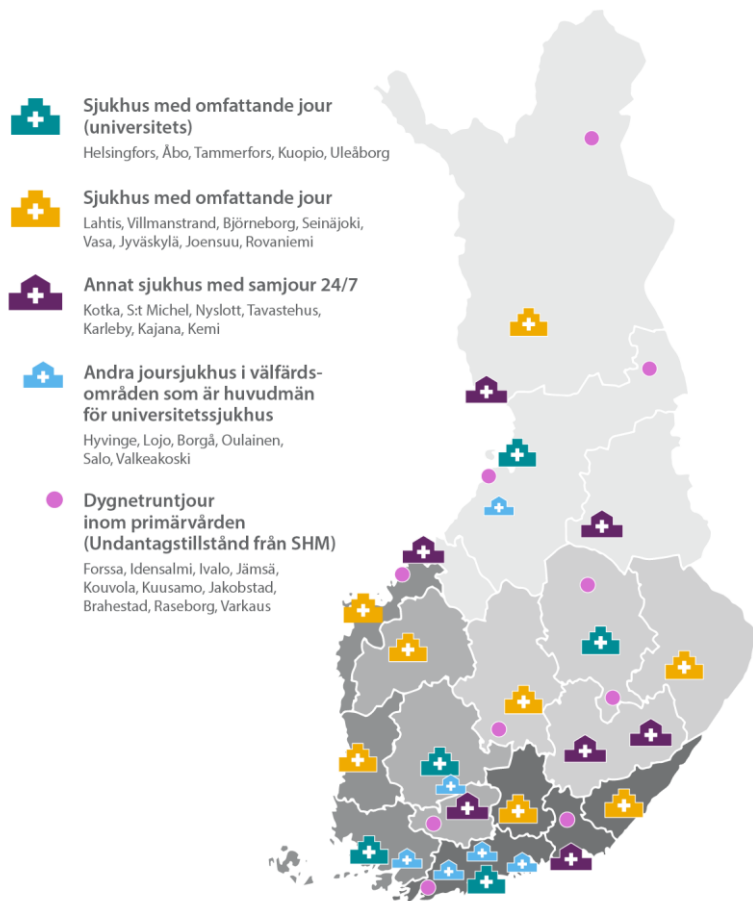 Sjukhus med omfattande jour
(universitets)
Helsingfors, Åbo, Tammerfors, Kuopio, Uleåborg
Sjukhus med omfattande jour
Lahtis, Villmanstrand, Björneborg, Seinäjoki,
Vasa, Jyväskylä, Joensuu, Rovaniemi
Annat sjukhus med samjour 24/7
Kotka, S:t Michel, Nyslott, Tavastehus,
Karleby, Kajana, Kemi
Andra joursjukhus i välfärds-
områden som är huvudmän
för universitetssjukhus
Hyvinge, Lojo, Borgå, Oulainen,
Salo, Valkeakoski
Dygnetruntjour
inom primärvården
(Undantagstillstånd från SHM)
Forssa, Idensalmi, Ivalo, Jämsä,
Kouvola, Kuusamo, Jakobstad,
Brahestad, Raseborg, Varkaus